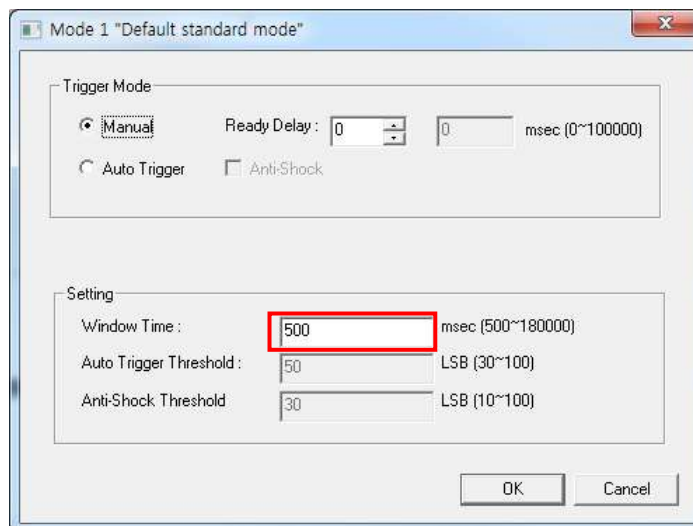 Mode 1 "Default standard mode"
Trigger Mode
Manual Ready Delay : 0 0 msec (0~100000)
Auto Trigger Anti-Shock
Setting
Window Time : 500 msec (500~180000)
Auto Trigger Threshold : 50 LSB (30~100)
Anti-Shock Threshold 30 LSB (10~100)
OK Cancel